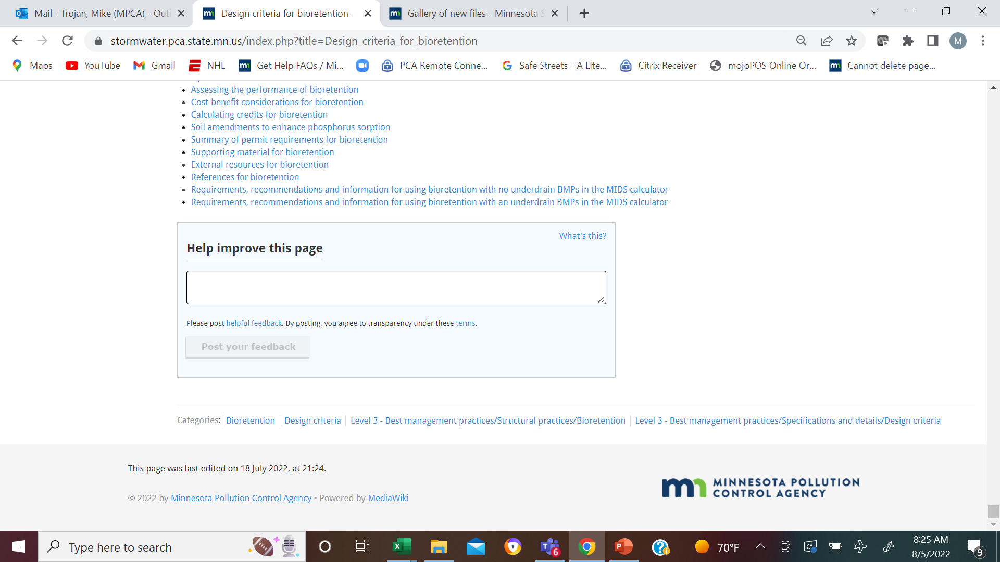 Mail - Trojan, Mike (MPCA) - Outl
Design criteria for bioretention -
Gallery of new files - Minnesota S
stormwater.pca.state.mn.us/index.php?title=Design_criteria_for_bioretention
M
Maps
YouTube
Gmail
NHL
Get Help FAQs / Mi...
PCA Remote Conne...
Safe Streets - A Lite...
Citrix Receiver
mojoPOS Online Or...
Cannot delete page...
Assessing the performance of bioretention
Cost-benefit considerations for bioretention
Calculating credits for bioretention
Soil amendments to enhance phosphorus sorption
Summary of permit requirements for bioretention
Supporting material for bioretention
External resources for bioretention
References for bioretention
Requirements, recommendations and information for using bioretention with no underdrain BMPs in the MIDS calculator
Requirements, recommendations and information for using bioretention with an underdrain BMPs in the MIDS calculator
What's this?
Help improve this page
Please post helpful feedback. By posting, you agree to transparency under these terms.
Post your feedback
Categories: Bioretention Design criteria Level 3 - Best management practices/Structural practices/Bioretention Level 3 - Best management practices/Specifications and details/Design criteria
This page was last edited on 18 July 2022, at 21:24.
© 2022 by Minnesota Pollution Control Agency • Powered by MediaWiki
MINNESOTA POLLUTION
CONTROL AGENCY
Type here to search
6
70°F
8:25 AM
8/5/2022
9